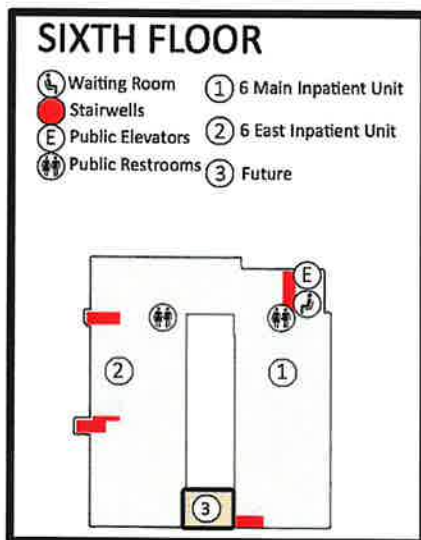 SIXTH FLOOR
Waiting Room
Stairwells
E Public Elevators
Public Restrooms
1 6 Main Inpatient Unit
2 6 East Inpatient Unit
3 Future
E
2
1
3